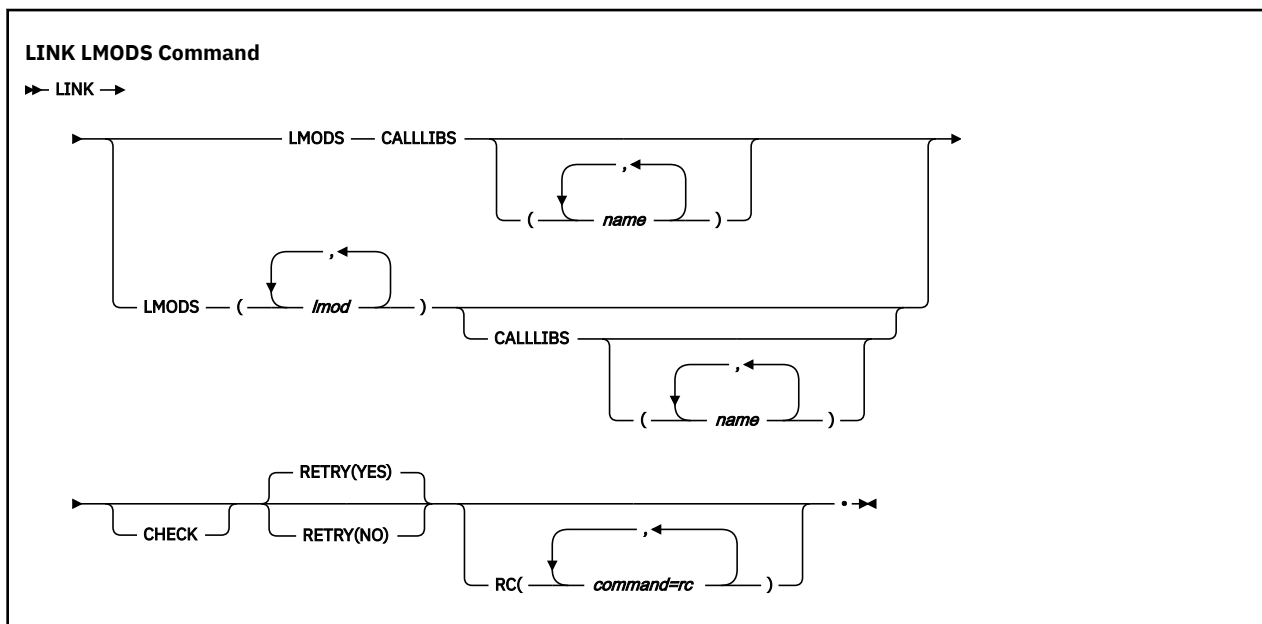 LINK LMODS Command
LINK
LMODS CALLLIBS
,
( name )
,
LMODS ( lmod )
CALLLIBS
,
( name )
RETRY(YES)
CHECK RETRY(NO)
,
RC( command=rc )
.